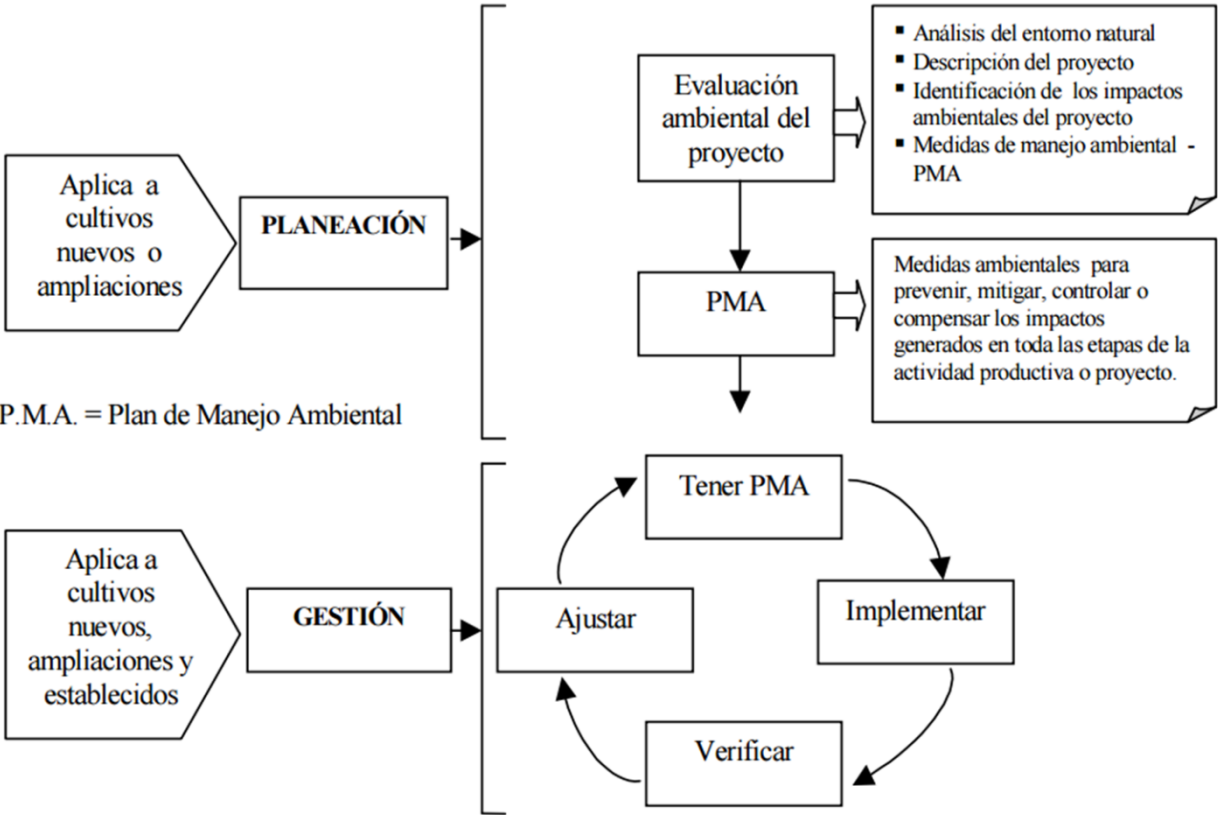 Aplica a
cultivos
nuevos o
ampliaciones
PLANEACIÓN
Evaluación
ambiental del
proyecto
▪ Análisis del entorno natural
▪ Descripción del proyecto
▪ Identificación de los impactos
ambientales del proyecto
▪ Medidas de manejo ambiental -
PMA
PMA
Medidas ambientales para
prevenir, mitigar, controlar o
compensar los impactos
generados en toda las etapas de la
actividad productiva o proyecto.
P.M.A. = Plan de Manejo Ambiental
Aplica a
cultivos
nuevos,
ampliaciones y
establecidos
GESTIÓN
Tener PMA
Implementar
Verificar
Ajustar